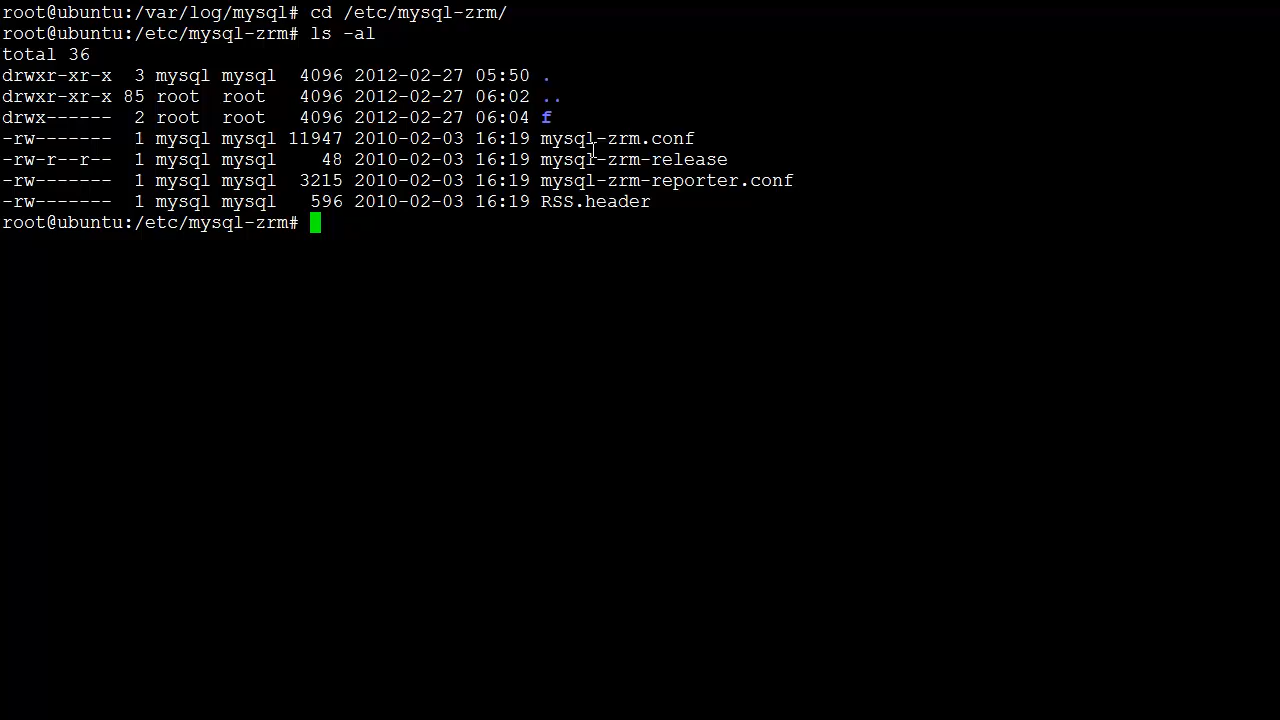 root@ubuntu:/var/log/mysql# cd /etc/mysql-zrm/
root@ubuntu:/etc/mysql-zrm# ls -al
total 36
drwxr-xr-x  3 mysql mysql  4096 2012-02-27 05:50 .
drwxr-xr-x 85 root  root   4096 2012-02-27 06:02 ..
drwx------  2 root  root   4096 2012-02-27 06:04 f
-rw-------  1 mysql mysql 11947 2010-02-03 16:19 mysql-zrm.conf
-rw-r--r--  1 mysql mysql    48 2010-02-03 16:19 mysql-zrm-release
-rw-------  1 mysql mysql  3215 2010-02-03 16:19 mysql-zrm-reporter.conf
-rw-------  1 mysql mysql   596 2010-02-03 16:19 RSS.header
root@ubuntu:/etc/mysql-zrm#